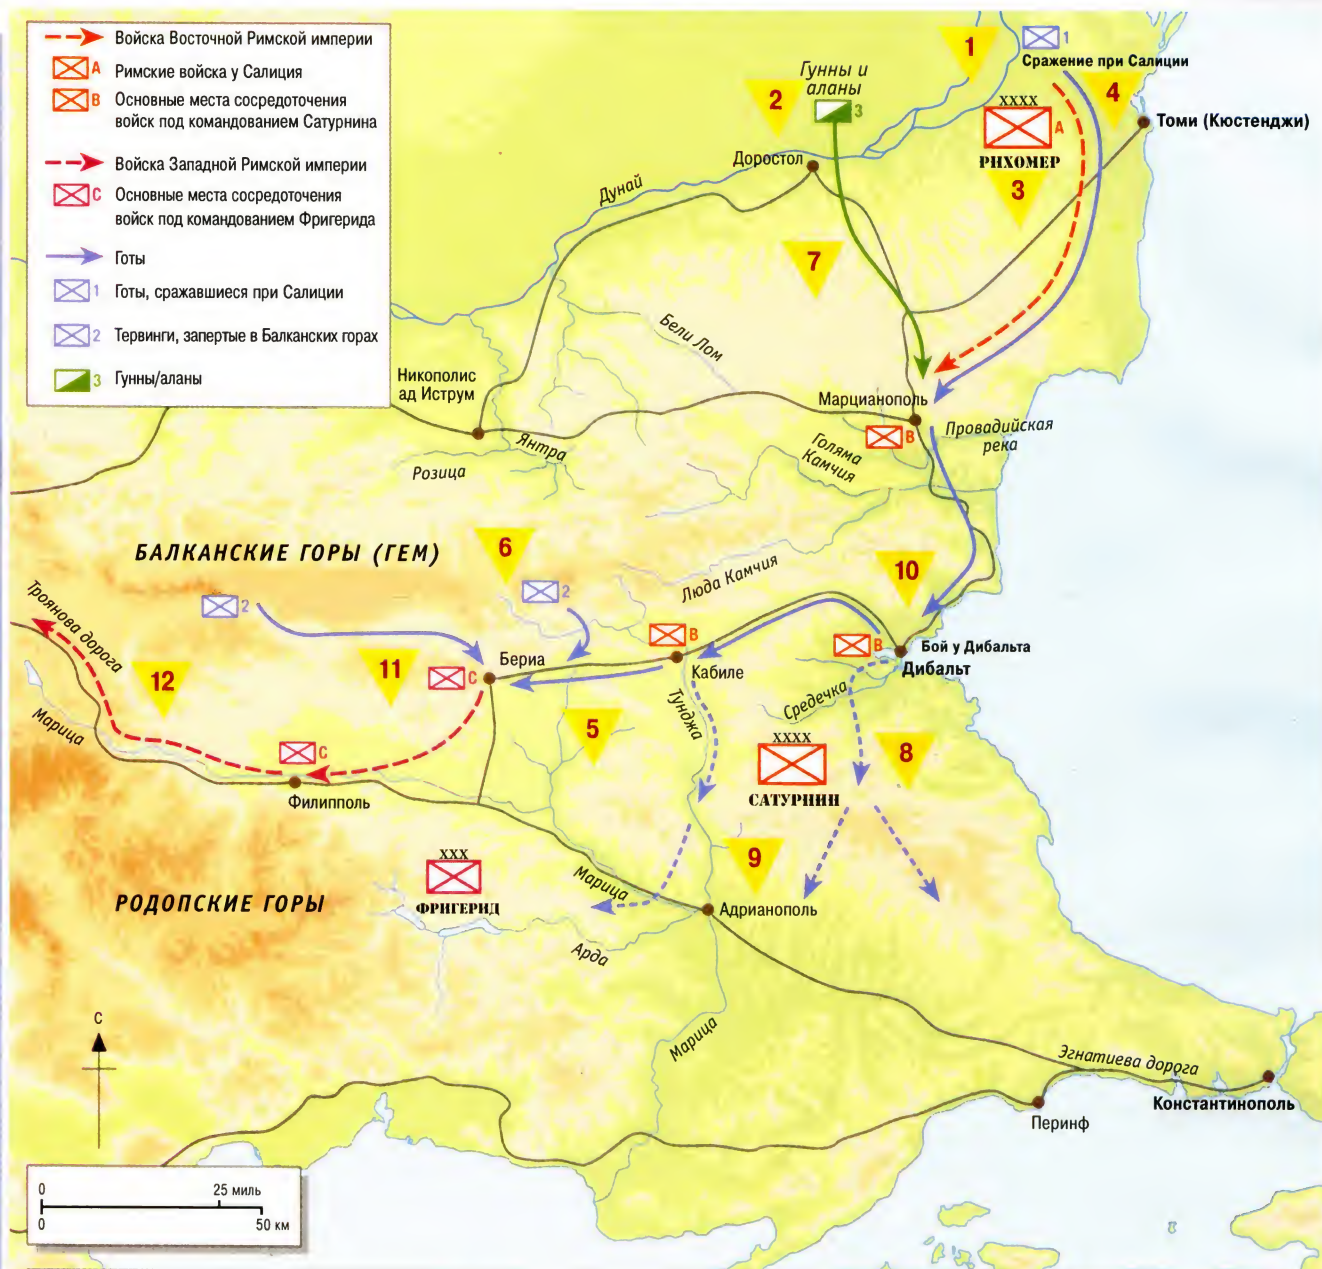 Войска Восточной Римской империи
A Римские войска у Салиция
B Основные места сосредоточения
войск под командованием Сатурнина
Войска Западной Римской империи
C Основные места сосредоточения
войск под командованием Фригерида
Готы
1 Готы, сражавшиеся при Салиции
2 Тервинги, запертые в Балканских горах
3 Гунны/аланы
1
1
Сражение при Салиции
2
Гунны и
аланы
3
4
XXXX
A
РИХОМЕР
3
Томи (Кюстенджи)
Доростол
Дунай
7
Бели Лом
Никополис
ад Иструм
Марцианополь
B
Провадийская
река
Янтра
Розица
Голяма
Камчия
БАЛКАНСКИЕ ГОРЫ (ГЕМ)
6
2
2
Люда Камчия
10
Троянова дорога
12
11
Бериа
C
B
Кабиле
B
Бой у Дибальта
Дибальт
Средечка
Марица
Тунджа
5
8
C
Филипполь
XXXX
САТУРНИН
XXX
ФРИГЕРИД
9
Марица
Адрианополь
РОДОПСКИЕ ГОРЫ
Арда
С
Марица
Эгнатиева дорога
Константинополь
Перинф
0 25 миль
0 50 км